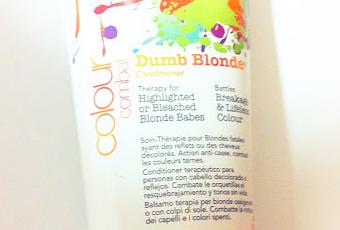 colour
combat
Dumb Blonde
Conditioner
Therapy for
Highlighted
or Bleached
Blonde Babes
Battles
Breakage
& Lifeless
Colour
Soin-Thérapie pour Blondes fatales
ayant des reflets ou des cheveux
décolorés. Action anti-casse, combat
les couleurs ternes.
Conditioner terapéutico para
personas con cabello decolorado o
reflejos. Combate le orquetillas el
resquebrajamiento y tonos sin vida.
Balsamo terapia per bionde
o con colpi di sole. Combatte la
dei capelli e i colori spenti.